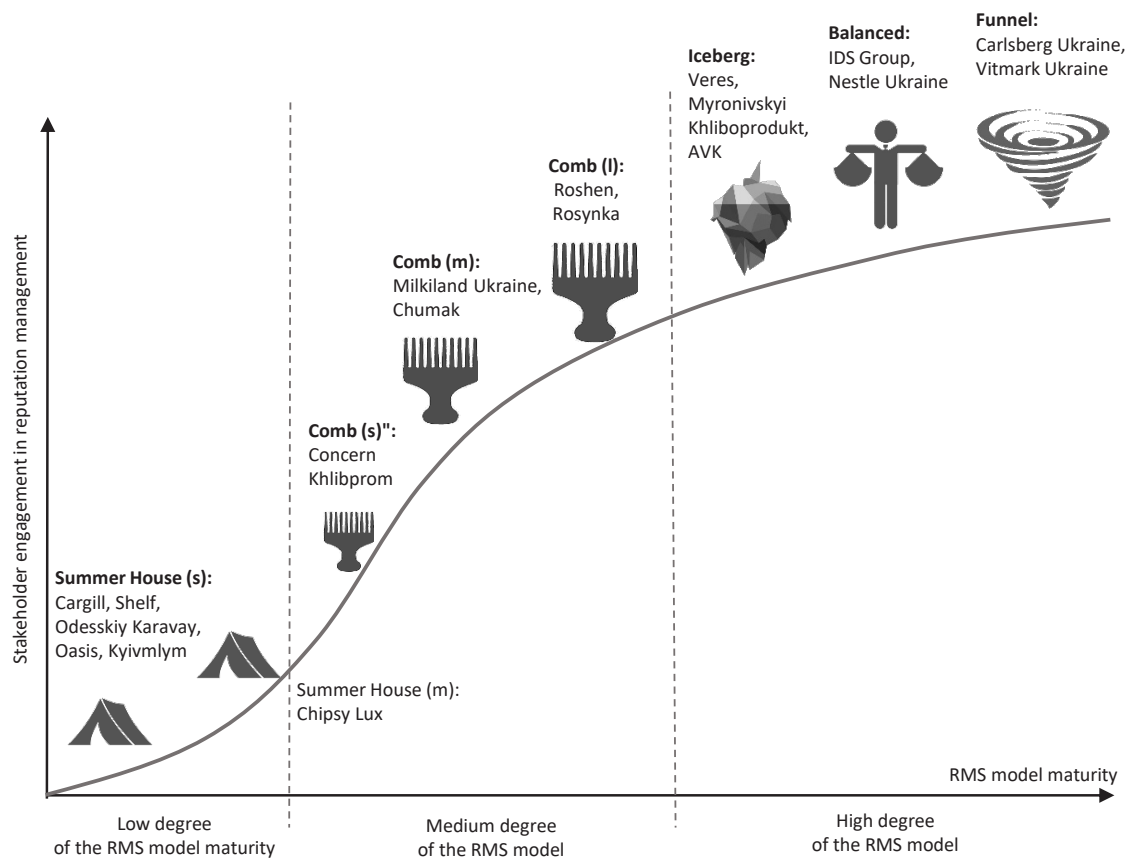 Funnel:
Carlsberg Ukraine,
Vitmark Ukraine
Balanced:
IDS Group,
Nestle Ukraine
Iceberg:
Veres,
Myronivskyi
Khliboprodukt,
AVK
Comb (l):
Roshen,
Rosynka
Comb (m):
Milkiland Ukraine,
Chumak
Comb (s)":
Concern
Khlibprom
Summer House (s):
Cargill, Shelf,
Odesskiy Karavay,
Oasis, Kyivmlym
Summer House (m):
Chipsy Lux
Stakeholder engagement in reputation management
RMS model maturity
Low degree
of the RMS model maturity
Medium degree
of the RMS model
High degree
of the RMS model